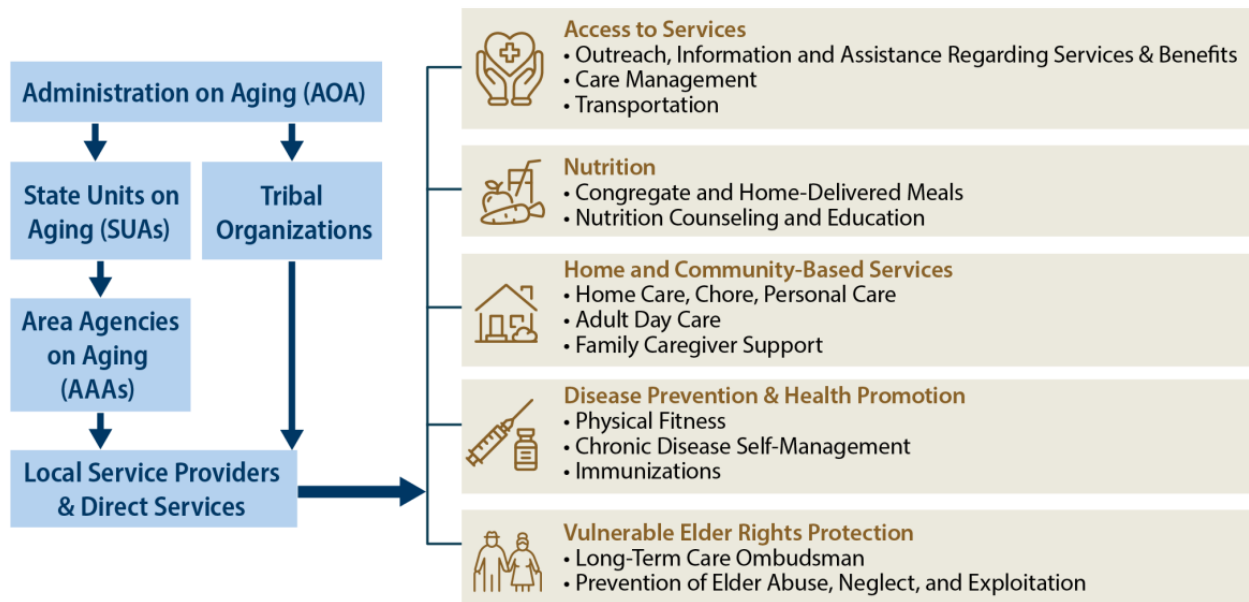 Administration on Aging (AOA)
State Units on
Aging (SUAs)
Tribal
Organizations
Area Agencies
on Aging
(AAAs)
Local Service Providers
& Direct Services
Access to Services
• Outreach, Information and Assistance Regarding Services & Benefits
• Care Management
• Transportation
Nutrition
• Congregate and Home-Delivered Meals
• Nutrition Counseling and Education
Home and Community-Based Services
• Home Care, Chore, Personal Care
• Adult Day Care
• Family Caregiver Support
Disease Prevention & Health Promotion
• Physical Fitness
• Chronic Disease Self-Management
• Immunizations
Vulnerable Elder Rights Protection
• Long-Term Care Ombudsman
• Prevention of Elder Abuse, Neglect, and Exploitation